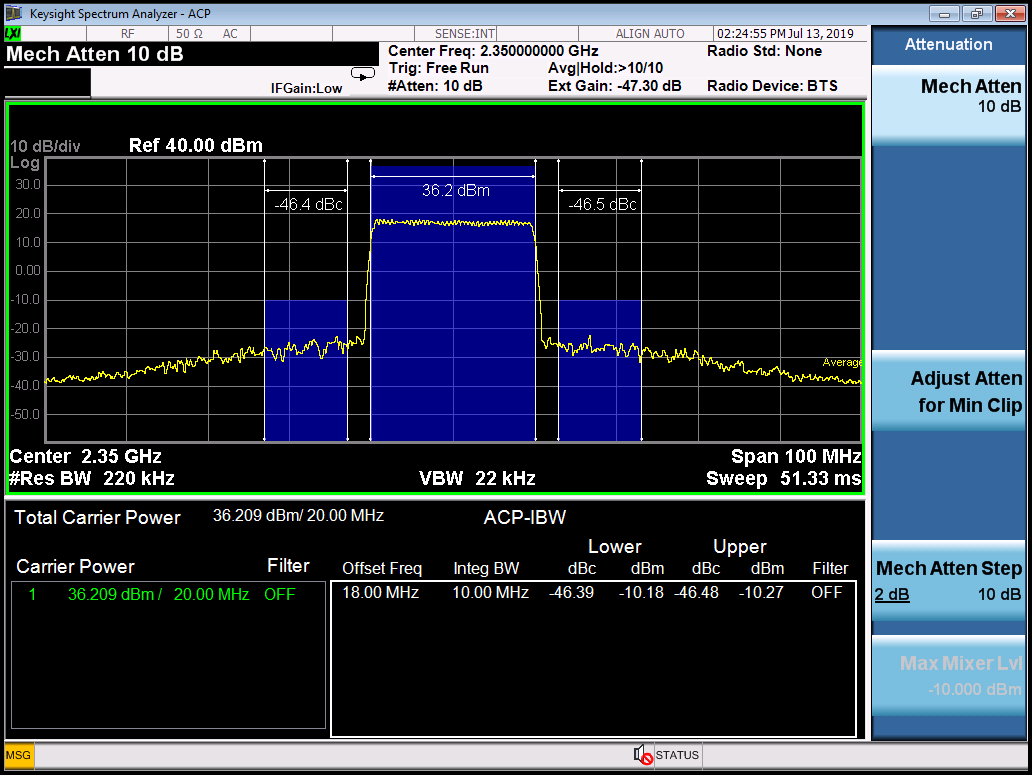 Keysight Spectrum Analyzer - ACP
LXI RF 50 Ω AC SENSE:INT ALIGN AUTO 02:24:55 PM Jul 13, 2019
Mech Atten 10 dB
Center Freq: 2.350000000 GHz Radio Std: None
Trig: Free Run Avg|Hold:>10/10
IFGain:Low #Atten: 10 dB Ext Gain: -47.30 dB Radio Device: BTS
10 dB/div Ref 40.00 dBm
Log
30.0
20.0
10.0
0.00
-10.0
-20.0
-30.0
-40.0
-50.0
36.2 dBm
-46.4 dBc -46.5 dBc
Average
Center 2.35 GHz Span 100 MHz
#Res BW 220 kHz VBW 22 kHz Sweep 51.33 ms
Total Carrier Power 36.209 dBm/ 20.00 MHz ACP-IBW
Lower Upper
Carrier Power Filter Offset Freq Integ BW dBc dBm dBc dBm Filter
1 36.209 dBm / 20.00 MHz OFF 18.00 MHz 10.00 MHz -46.39 -10.18 -46.48 -10.27 OFF
MSG STATUS
Attenuation
Mech Atten
10 dB
Adjust Atten
for Min Clip
Mech Atten Step
2 dB 10 dB
Max Mixer Lvl
-10.000 dBm